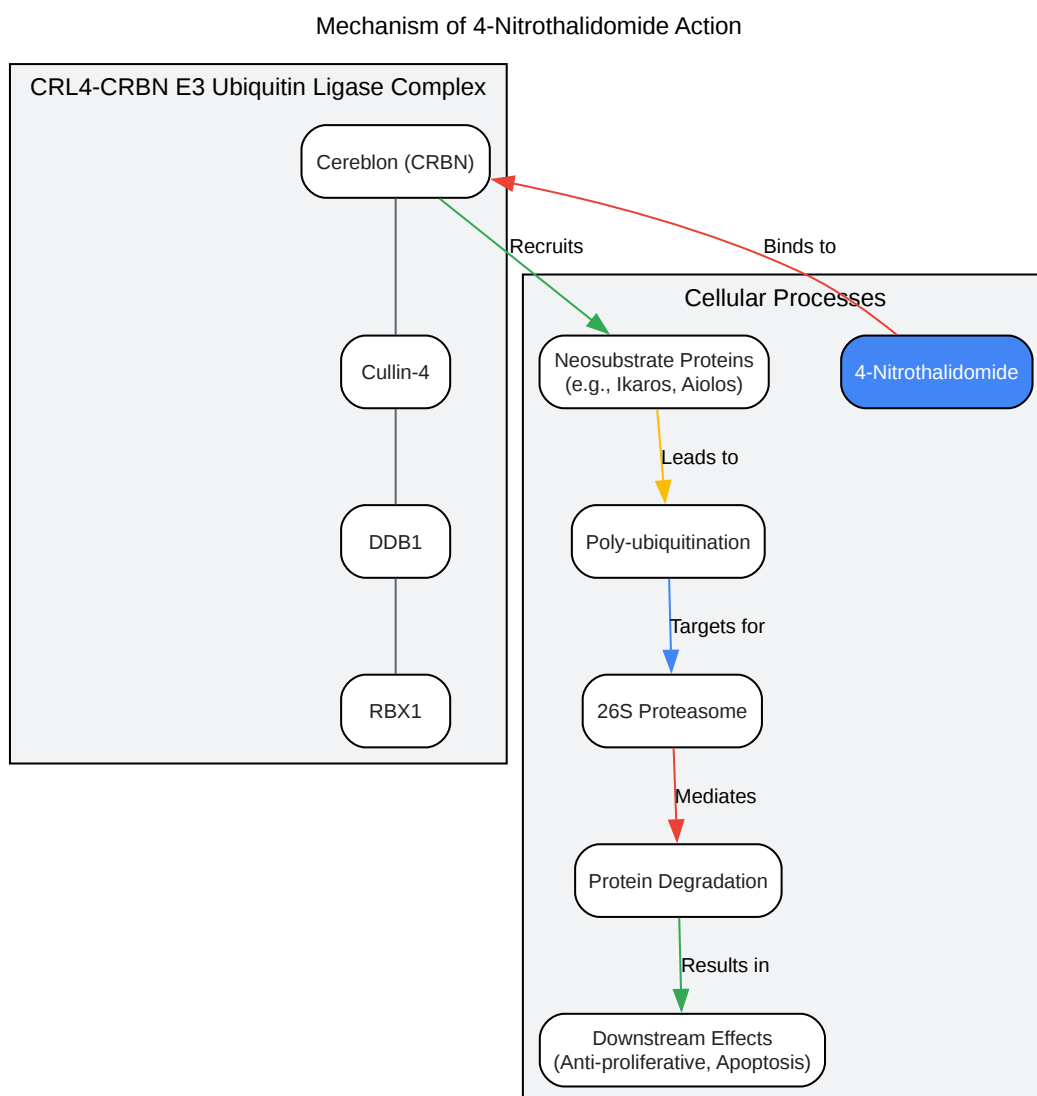 Mechanism of 4-Nitrothalidomide Action
CRL4-CRBN E3 Ubiquitin Ligase Complex
Cereblon (CRBN)
Recruits
Binds to
Cellular Processes
Cullin-4
Neosubstrate Proteins
(e.g., Ikaros, Aiolos)
4-Nitrothalidomide
Leads to
DDB1
Poly-ubiquitination
Targets for
RBX1
26S Proteasome
Mediates
Protein Degradation
Results in
Downstream Effects
(Anti-proliferative, Apoptosis)